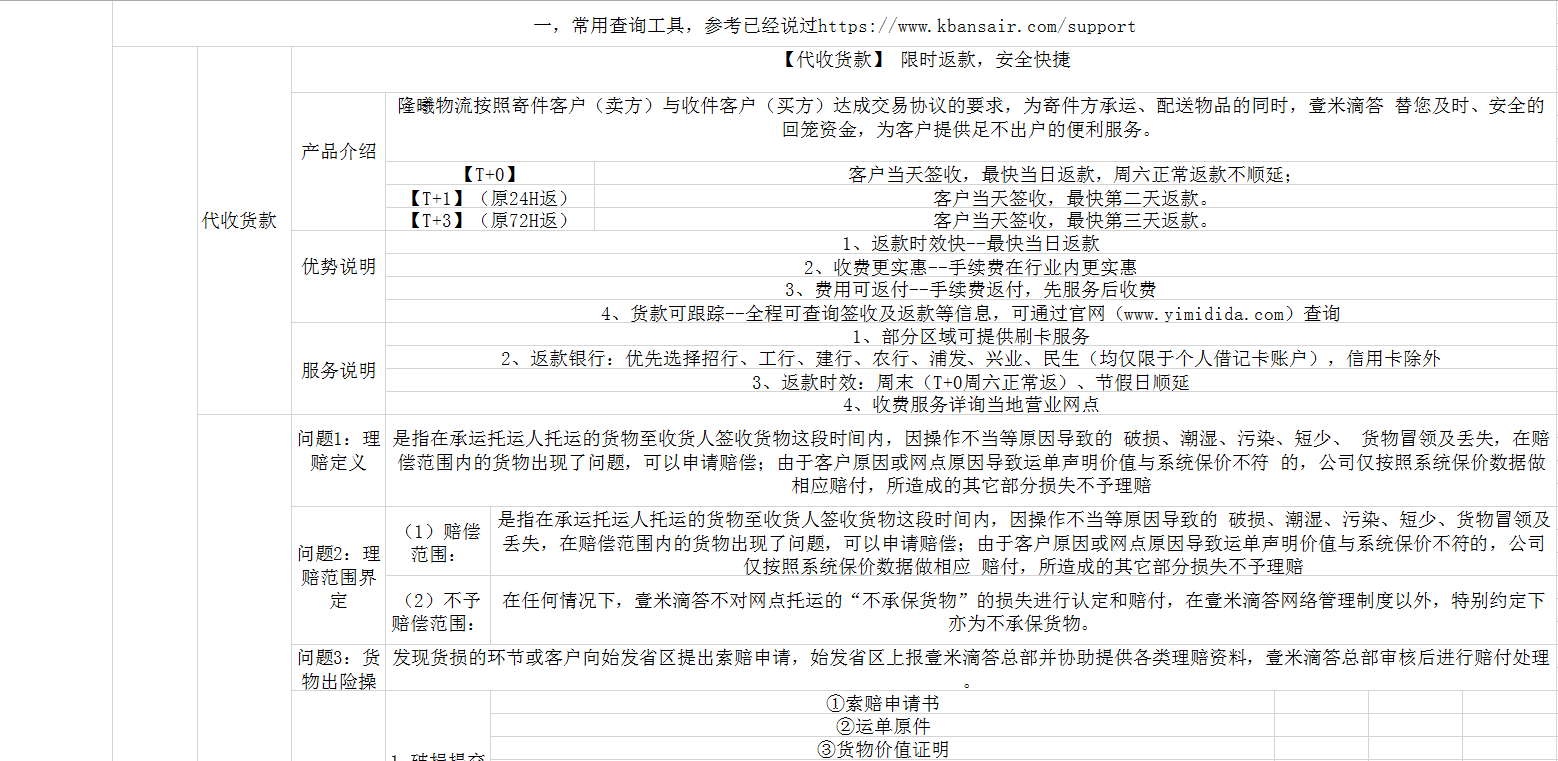 一，常用查询工具，参考已经说过https://www.kbansair.com/support
代收货款
【代收货款】 限时返款，安全快捷
产品介绍
隆曦物流按照寄件客户（卖方）与收件客户（买方）达成交易协议的要求，为寄件方承运、配送物品的同时，壹米滴答 替您及时、安全的
回笼资金，为客户提供足不出户的便利服务。
【T+0】
客户当天签收，最快当日返款，周六正常返款不顺延；
【T+1】（原24H返）
客户当天签收，最快第二天返款。
【T+3】（原72H返）
客户当天签收，最快第三天返款。
优势说明
1、返款时效快--最快当日返款
2、收费更实惠--手续费在行业内更实惠
3、费用可返付--手续费返付，先服务后收费
4、货款可跟踪--全程可查询签收及返款等信息，可通过官网（www.yimidida.com）查询
服务说明
1、部分区域可提供刷卡服务
2、返款银行：优先选择招行、工行、建行、农行、浦发、兴业、民生（均仅限于个人借记卡账户），信用卡除外
3、返款时效：周末（T+0周六正常返）、节假日顺延
4、收费服务详询当地营业网点
问题1：理
赔定义
是指在承运托运人托运的货物至收货人签收货物这段时间内，因操作不当等原因导致的 破损、潮湿、污染、短少、 货物冒领及丢失，在赔
偿范围内的货物出现了问题，可以申请赔偿；由于客户原因或网点原因导致运单声明价值与系统保价不符 的，公司仅按照系统保价数据做
相应赔付，所造成的其它部分损失不予理赔
问题2：理
赔范围界
定
（1）赔偿
范围：
是指在承运托运人托运的货物至收货人签收货物这段时间内，因操作不当等原因导致的 破损、潮湿、污染、短少、货物冒领及
丢失，在赔偿范围内的货物出现了问题，可以申请赔偿；由于客户原因或网点原因导致运单声明价值与系统保价不符的，公司
仅按照系统保价数据做相应 赔付，所造成的其它部分损失不予理赔
（2）不予
赔偿范围：
在任何情况下，壹米滴答不对网点托运的“不承保货物”的损失进行认定和赔付，在壹米滴答网络管理制度以外，特别约定下
亦为不承保货物。
问题3：货
物出险操
发现货损的环节或客户向始发省区提出索赔申请，始发省区上报壹米滴答总部并协助提供各类理赔资料，壹米滴答总部审核后进行赔付处理
。
①索赔申请书
②运单原件
③货物价值证明